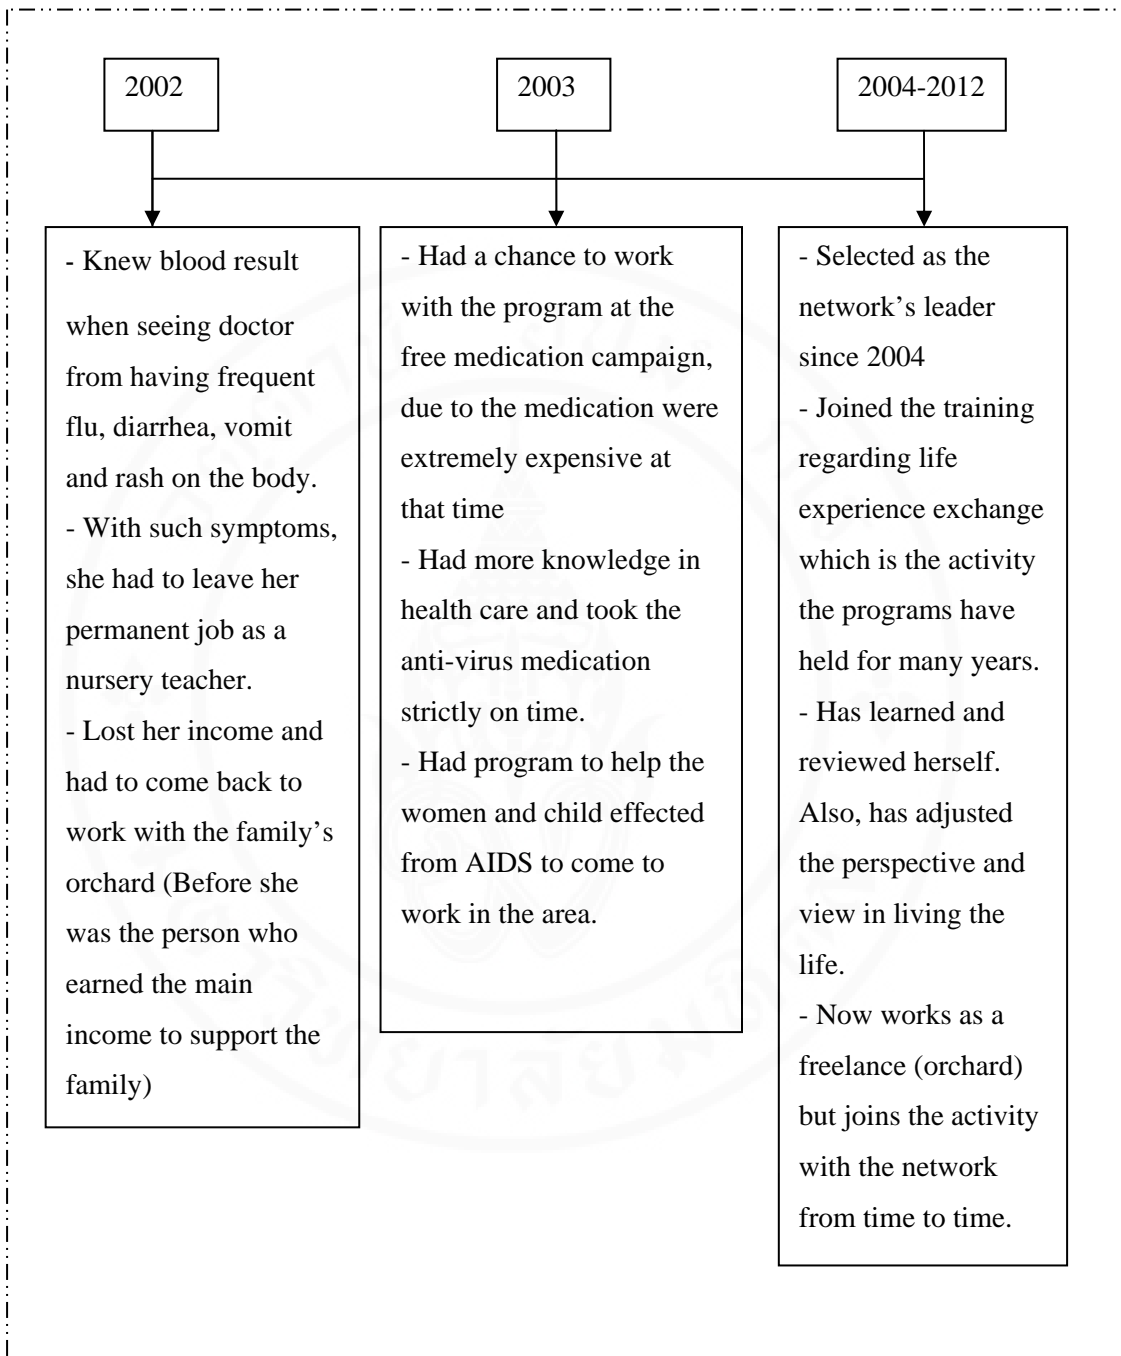 2002
2003
2004-2012
- Knew blood result
when seeing doctor
from having frequent
flu, diarrhea, vomit
and rash on the body.
- With such symptoms,
she had to leave her
permanent job as a
nursery teacher.
- Lost her income and
had to come back to
work with the family’s
orchard (Before she
was the person who
earned the main
income to support the
family)
- Had a chance to work
with the program at the
free medication campaign,
due to the medication were
extremely expensive at
that time
- Had more knowledge in
health care and took the
anti-virus medication
strictly on time.
- Had program to help the
women and child effected
from AIDS to come to
work in the area.
- Selected as the
network’s leader
since 2004
- Joined the training
regarding life
experience exchange
which is the activity
the programs have
held for many years.
- Has learned and
reviewed herself.
Also, has adjusted
the perspective and
view in living the
life.
- Now works as a
freelance (orchard)
but joins the activity
with the network
from time to time.